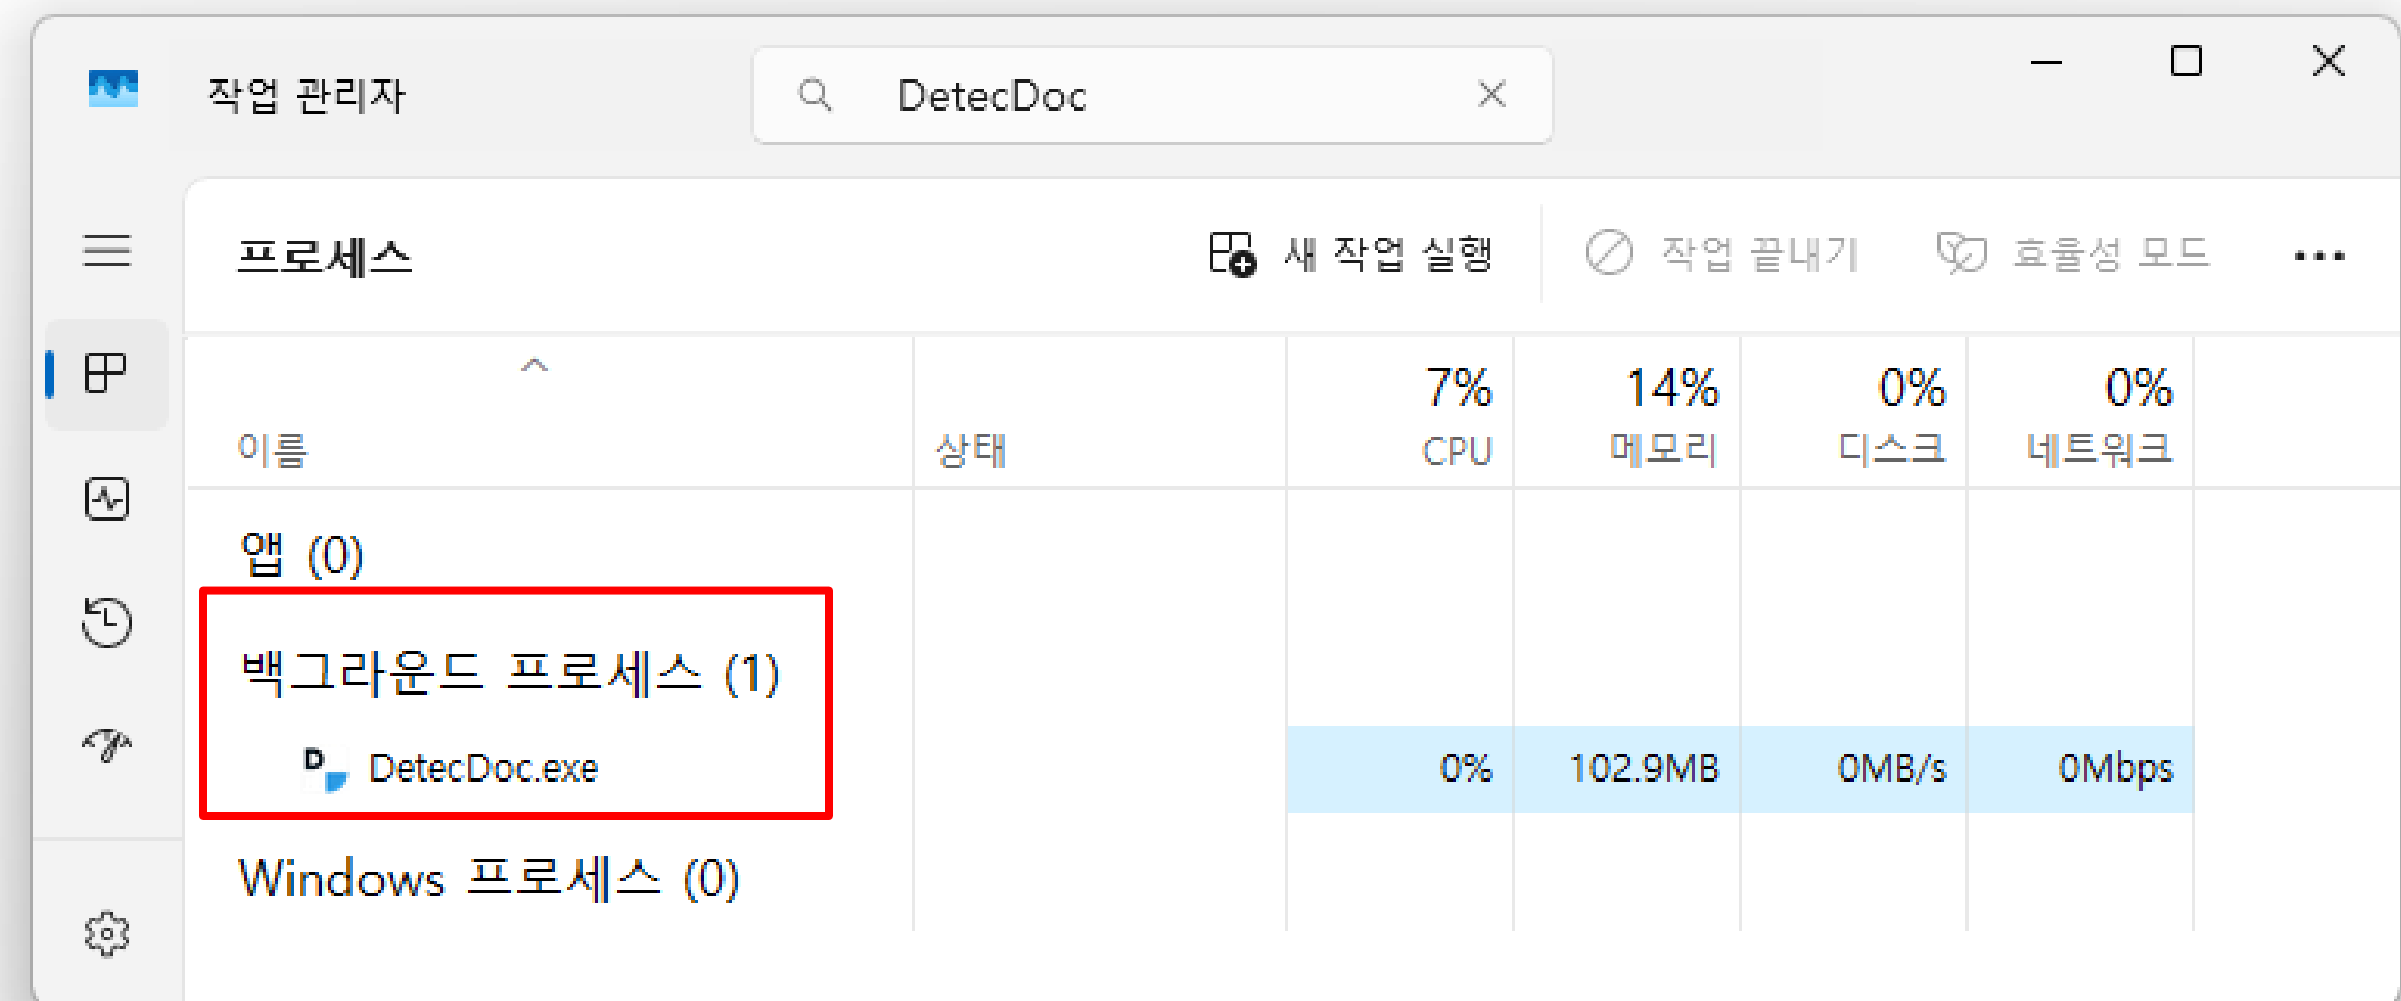 작업 관리자
DetecDoc
프로세스
새 작업 실행
작업 끝내기
효율성 모드
7% 14% 0% 0%
이름 상태 CPU 메모리 디스크 네트워크
앱 (0)
백그라운드 프로세스 (1)
DetecDoc.exe 0% 102.9MB 0MB/s 0Mbps
Windows 프로세스 (0)